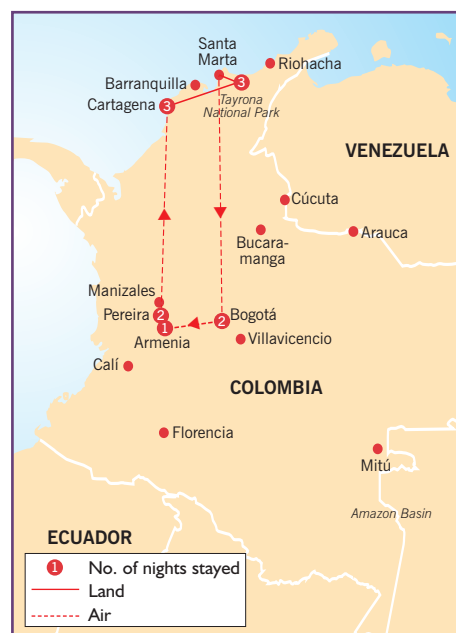 Santa
Marta
Riohacha
Barranquilla
3
Cartagena
3
Tayrona
National Park
VENEZUELA
Cúcuta
Arauca
Bucara-
manga
Manizales
Pereira
2
2
Bogotá
1
Armenia
Villavicencio
Calí
COLOMBIA
Florencia
Mitú
Amazon Basin
ECUADOR
1 No. of nights stayed
Land
Air